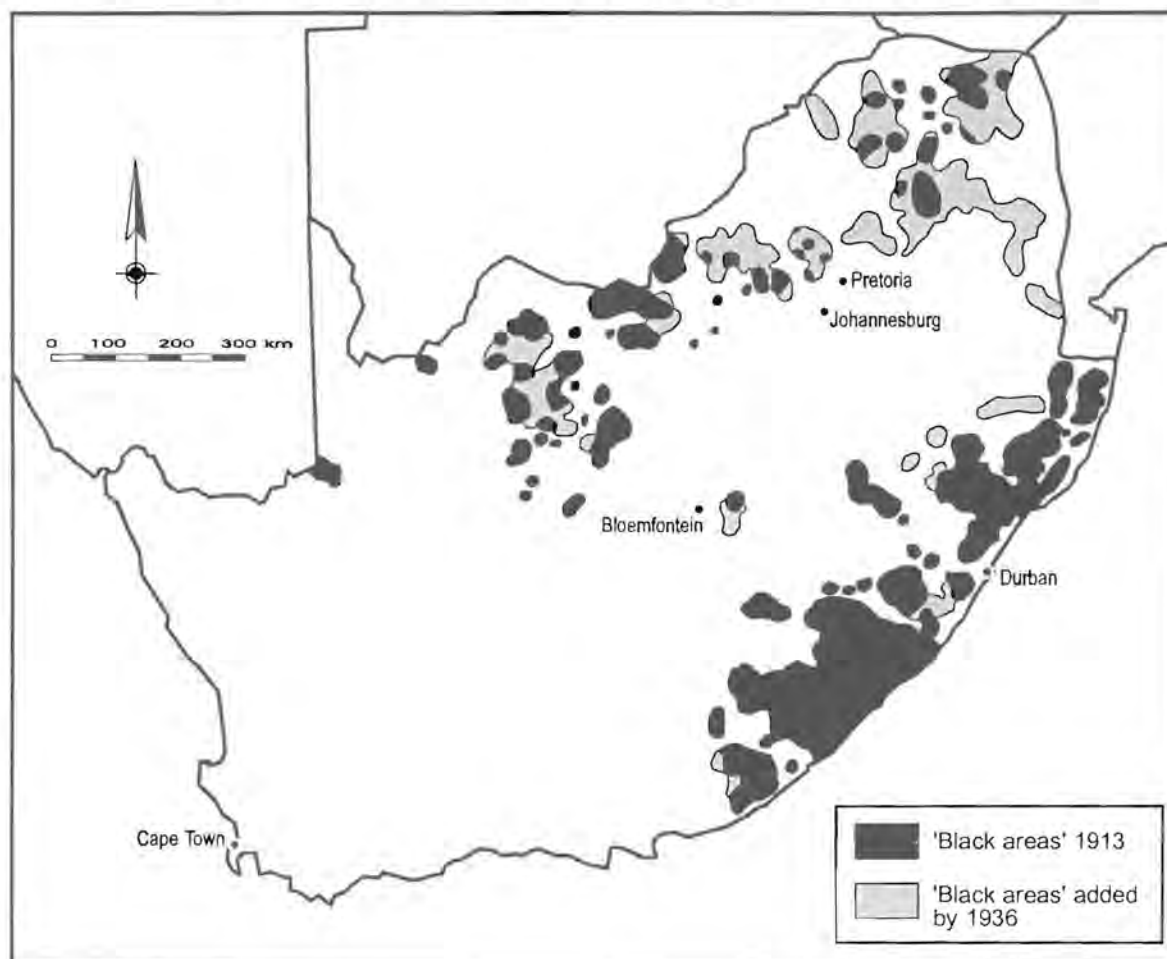 Pretoria
Johannesburg
0 100 200 300 km
Bloemfontein
Durban
Cape Town
'Black areas' 1913
'Black areas' added
by 1936